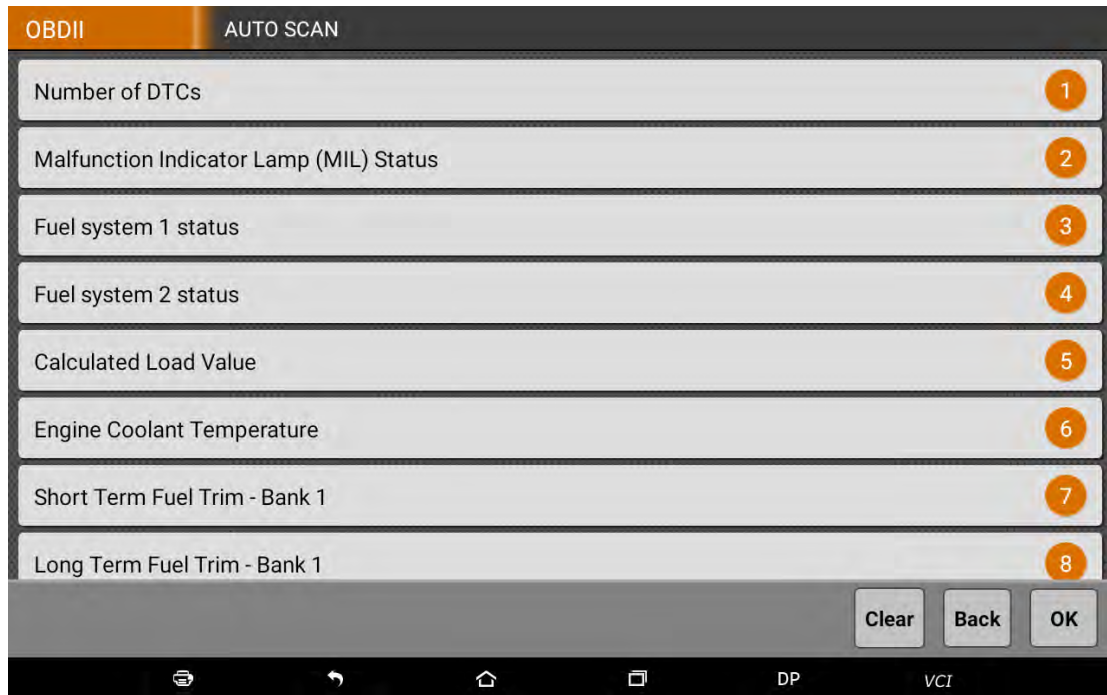 OBDII AUTO SCAN
Number of DTCs 1
Malfunction Indicator Lamp (MIL) Status 2
Fuel system 1 status 3
Fuel system 2 status 4
Calculated Load Value 5
Engine Coolant Temperature 6
Short Term Fuel Trim - Bank 1 7
Long Term Fuel Trim - Bank 1 8
Clear Back OK
DP VCI